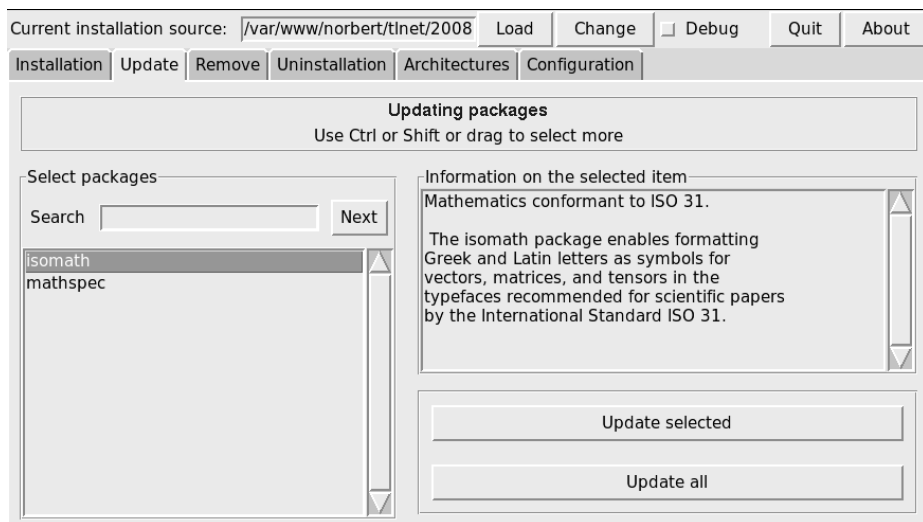 Current installation source: /var/www/norbert/tlnet/2008 Load Change Debug Quit About
Installation Update Remove Uninstallation Architectures Configuration
Updating packages
Use Ctrl or Shift or drag to select more
Select packages
Search Next
isomath
mathspec
Information on the selected item
Mathematics conformant to ISO 31.
The isomath package enables formatting
Greek and Latin letters as symbols for
vectors, matrices, and tensors in the
typefaces recommended for scientific papers
by the International Standard ISO 31.
Update selected
Update all